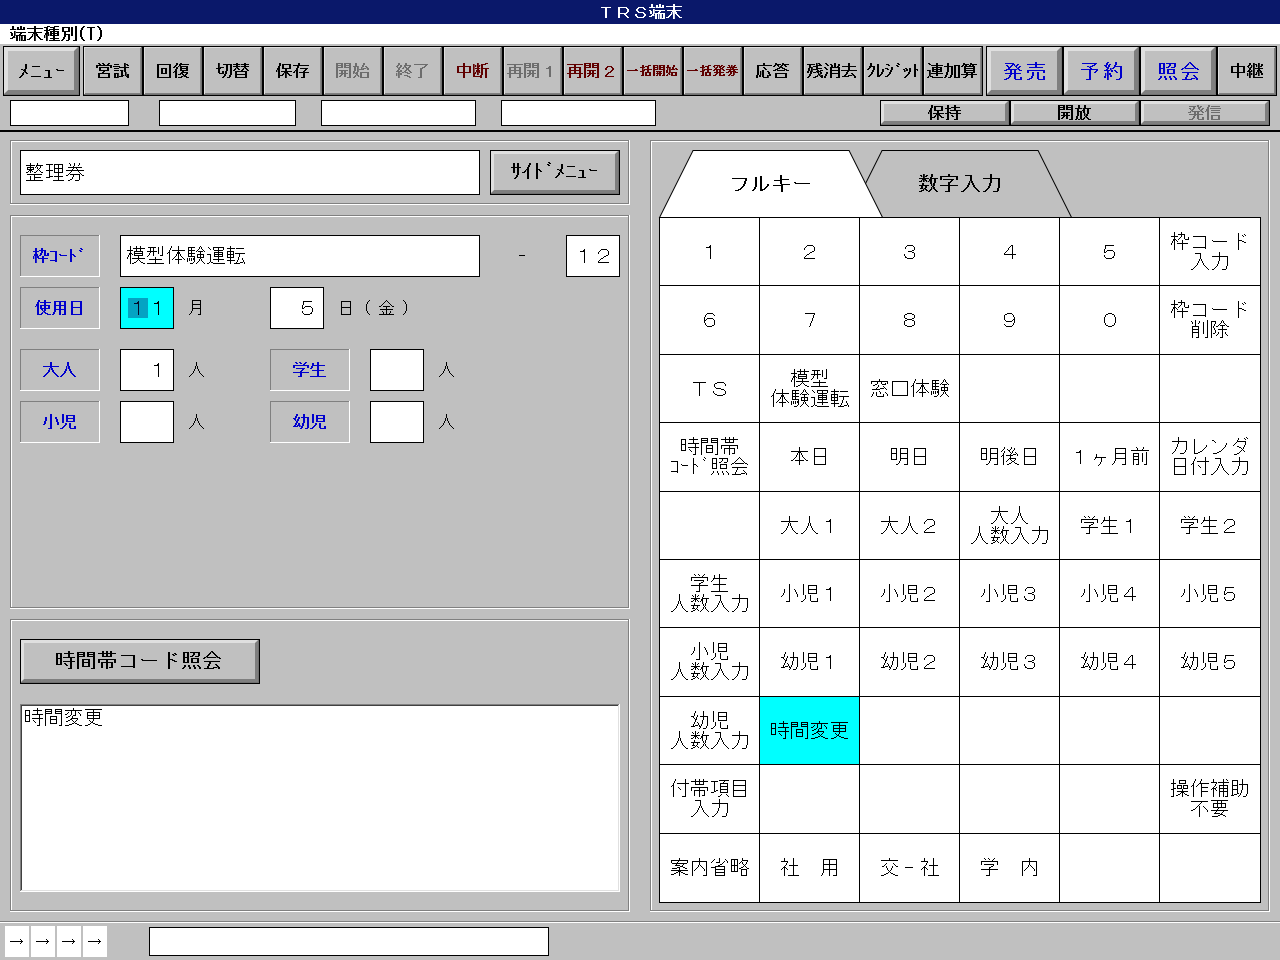 ＴＲＳ端末
端末種別(T)
ﾒﾆｭｰ 営試 回復 切替 保存 開始 終了 中断 再開１ 再開２ 一括開始 一括発券 応答 残消去 ｸﾚｼﾞｯﾄ 連加算 発売 予約 照会 中継
保持 開放 発信
整理券 ｻｲﾄﾞﾒﾆｭｰ
フルキー 数字入力
枠ｺｰﾄﾞ 模型体験運転 - １２
使用日 １１ 月 ５ 日（金）
大人 １ 人 学生 人
小児 人 幼児 人
時間帯コード照会
時間変更
１ ２ ３ ４ ５ 枠コード
入力
６ ７ ８ ９ ０ 枠コード
削除
ＴＳ 模型
体験運転 窓口体験
時間帯
ｺｰﾄﾞ照会 本日 明日 明後日 １ヶ月前 カレンダ
日付入力
大人１ 大人２ 大人
人数入力 学生１ 学生２
学生
人数入力 小児１ 小児２ 小児３ 小児４ 小児５
小児
人数入力 幼児１ 幼児２ 幼児３ 幼児４ 幼児５
幼児
人数入力 時間変更
付帯項目
入力 操作補助
不要
案内省略 社　用 交－社 学　内
→ → → →